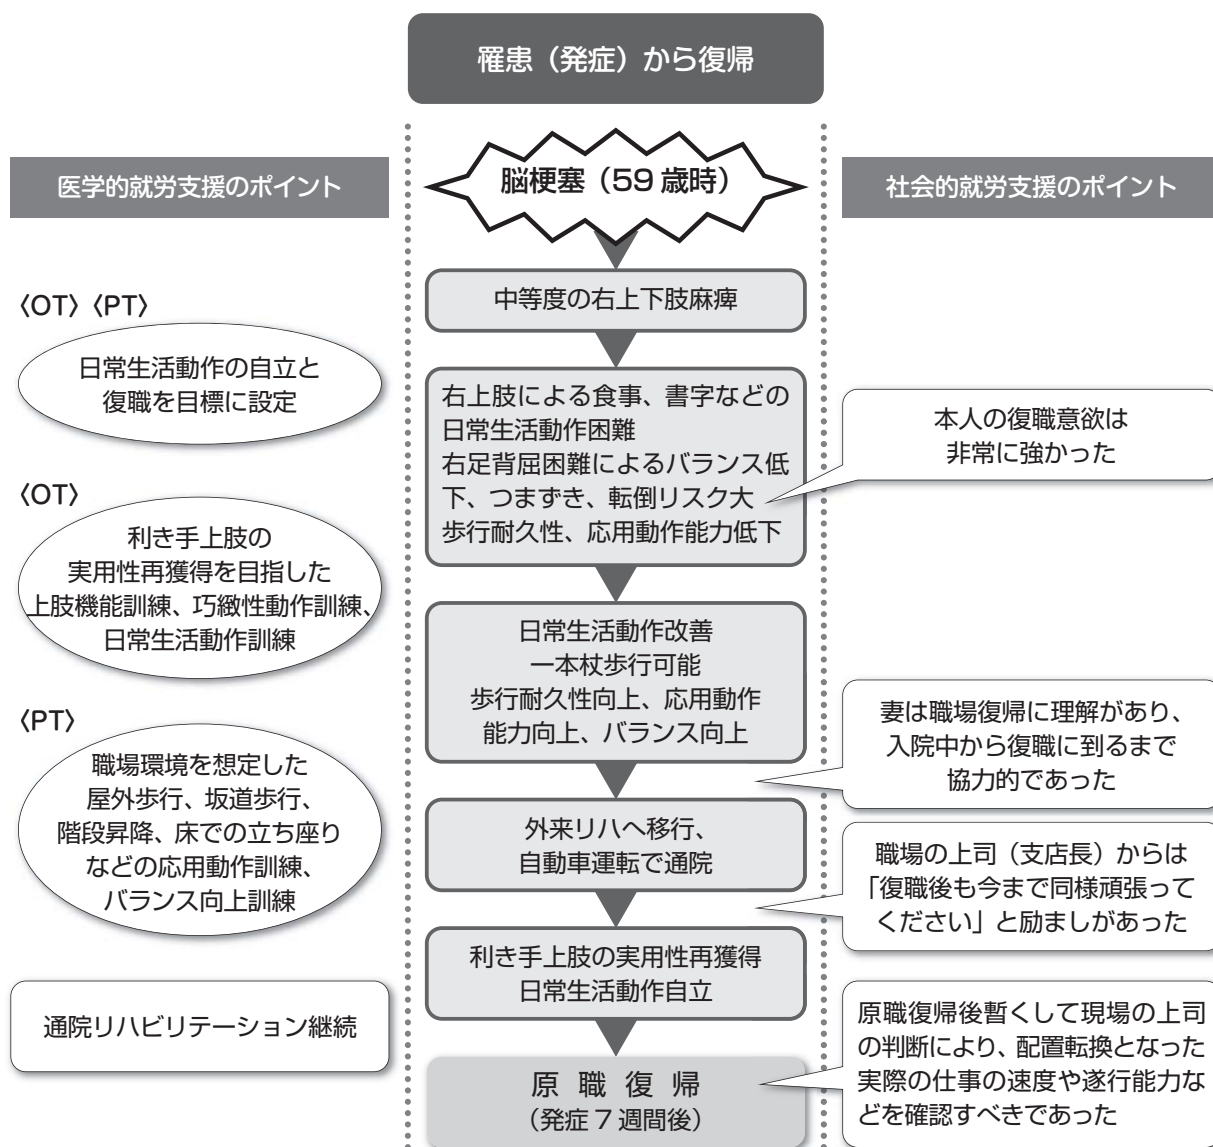 罹患（発症）から復帰
医学的就労支援のポイント
〈OT〉〈PT〉
日常生活動作の自立と
復職を目標に設定
〈OT〉
利き手上肢の
実用性再獲得を目指した
上肢機能訓練、巧緻性動作訓練、
日常生活動作訓練
〈PT〉
職場環境を想定した
屋外歩行、坂道歩行、
階段昇降、床での立ち座り
などの応用動作訓練、
バランス向上訓練
通院リハビリテーション継続
脳梗塞（59 歳時）
中等度の右上下肢麻痺
右上肢による食事、書字などの
日常生活動作困難
右足背屈困難によるバランス低
下、つまずき、転倒リスク大
歩行耐久性、応用動作能力低下
日常生活動作改善
一本杖歩行可能
歩行耐久性向上、応用動作
能力向上、バランス向上
外来リハへ移行、
自動車運転で通院
利き手上肢の実用性再獲得
日常生活動作自立
原 職 復 帰
（発症 7 週間後）
社会的就労支援のポイント
本人の復職意欲は
非常に強かった
妻は職場復帰に理解があり、
入院中から復職に到るまで
協力的であった
職場の上司（支店長）からは
「復職後も今まで同様頑張って
ください」と励ましがあった
原職復帰後暫くして現場の上司
の判断により、配置転換となった
実際の仕事の速度や遂行能力な
どを確認すべきであった